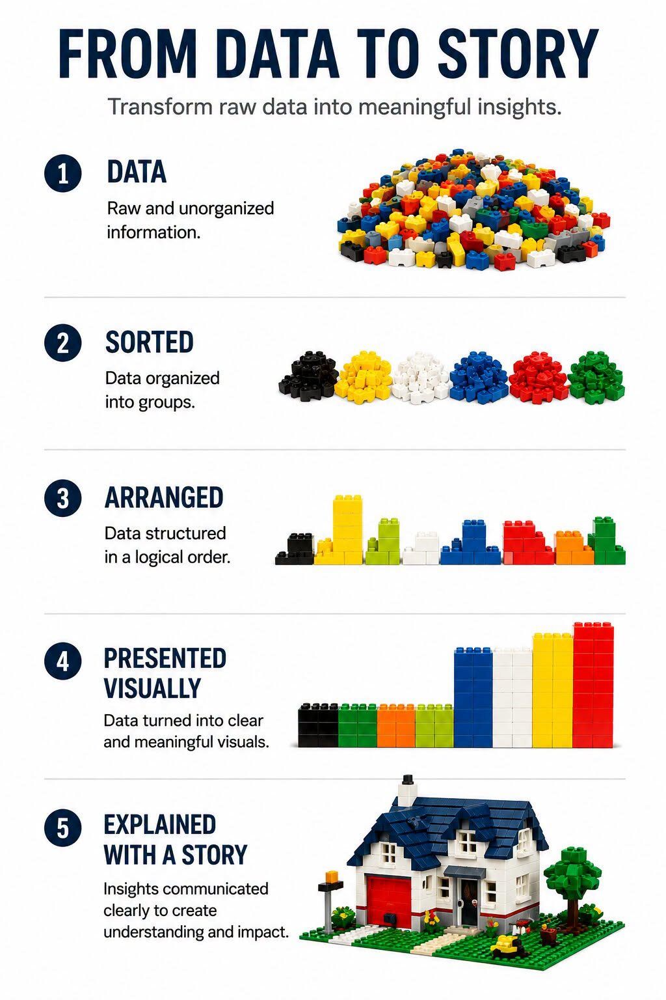 FROM DATA TO STORY
Transform raw data into meaningful insights.
1
DATA
Raw and unorganized
information.
2
SORTED
Data organized
into groups.
3
ARRANGED
Data structured
in a logical order.
4
PRESENTED
VISUALLY
Data turned into clear
and meaningful visuals.
5
EXPLAINED
WITH A STORY
Insights communicated
clearly to create
understanding and impact.